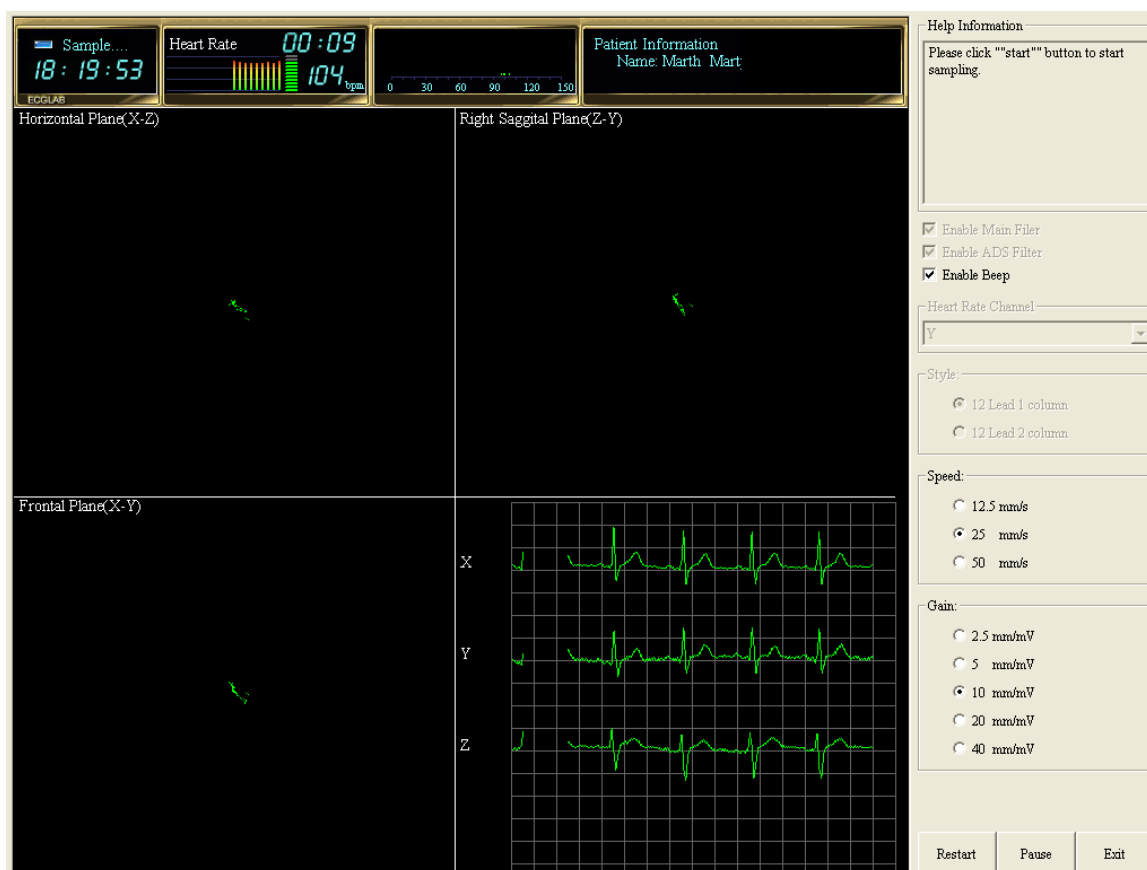 Sample....
18:19:53
ECGLAB
Heart Rate
00:09
104 bpm
0 30 60 90 120 150
Patient Information
Name: Marth Mart
Help Information
Please click ""start"" button to start
sampling.
Enable Main Filer
Enable ADS Filter
Enable Beep
Heart Rate Channel
Y
Style:
12 Lead 1 column
12 Lead 2 column
Speed:
12.5 mm/s
25 mm/s
50 mm/s
Gain:
2.5 mm/mV
5 mm/mV
10 mm/mV
20 mm/mV
40 mm/mV
Restart Pause Exit
Horizontal Plane(X-Z)
Right Saggital Plane(Z-Y)
Frontal Plane(X-Y)
X
Y
Z